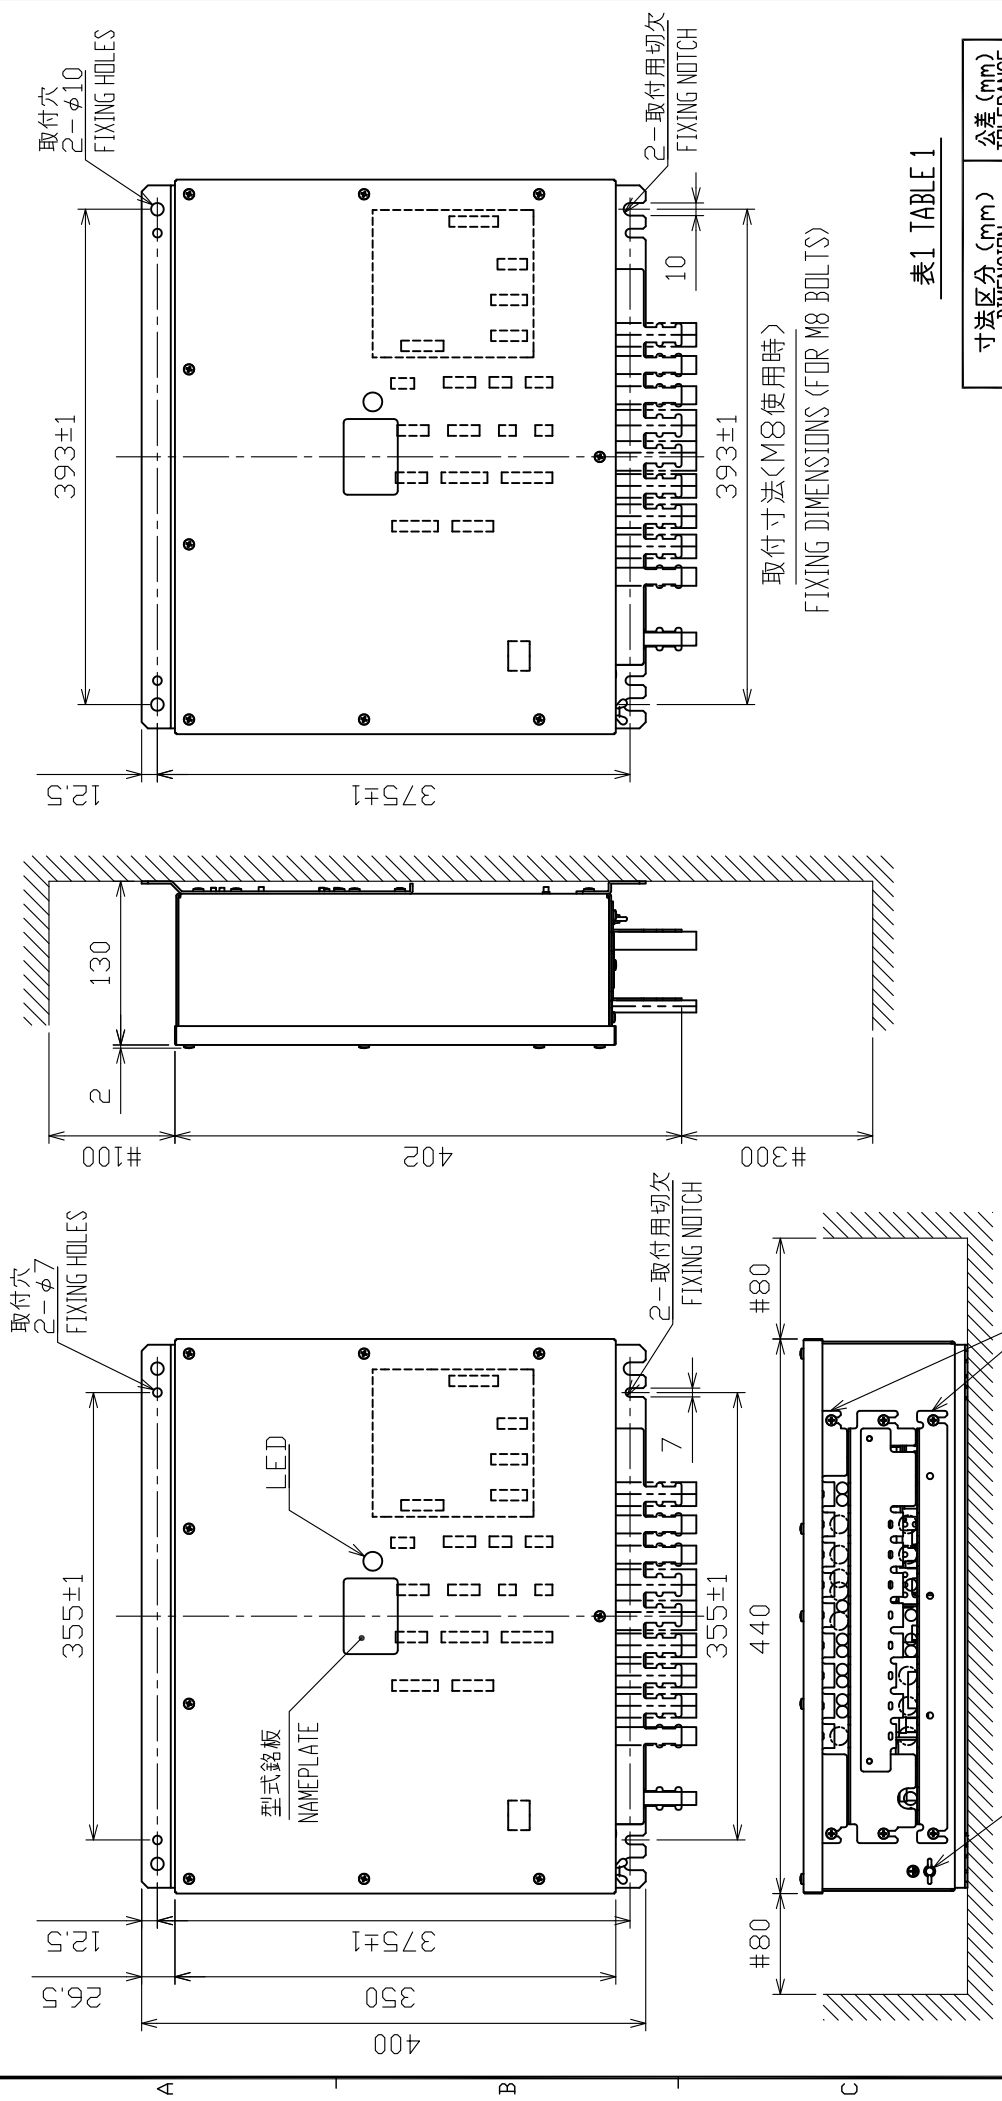 取付穴
2-φ10
FIXING HOLES
393±1
12.5
375±1
2-取付用切欠
FIXING NOTCH
10
393±1
取付寸法(M8使用時)
FIXING DIMENSIONS (FOR M8 BOLTS)
表1 TABLE 1
寸法区分 (mm)
DIMENSION
公差 (mm)
TOLERANCE
130
2
#100
402
#300
取付穴
2-φ7
FIXING HOLES
355±1
LED
型式銘板
NAMEPLATE
2-取付用切欠
FIXING NOTCH
7
355±1
12.5
375±1
26.5
350
400
#80
440
#80
A
B
C